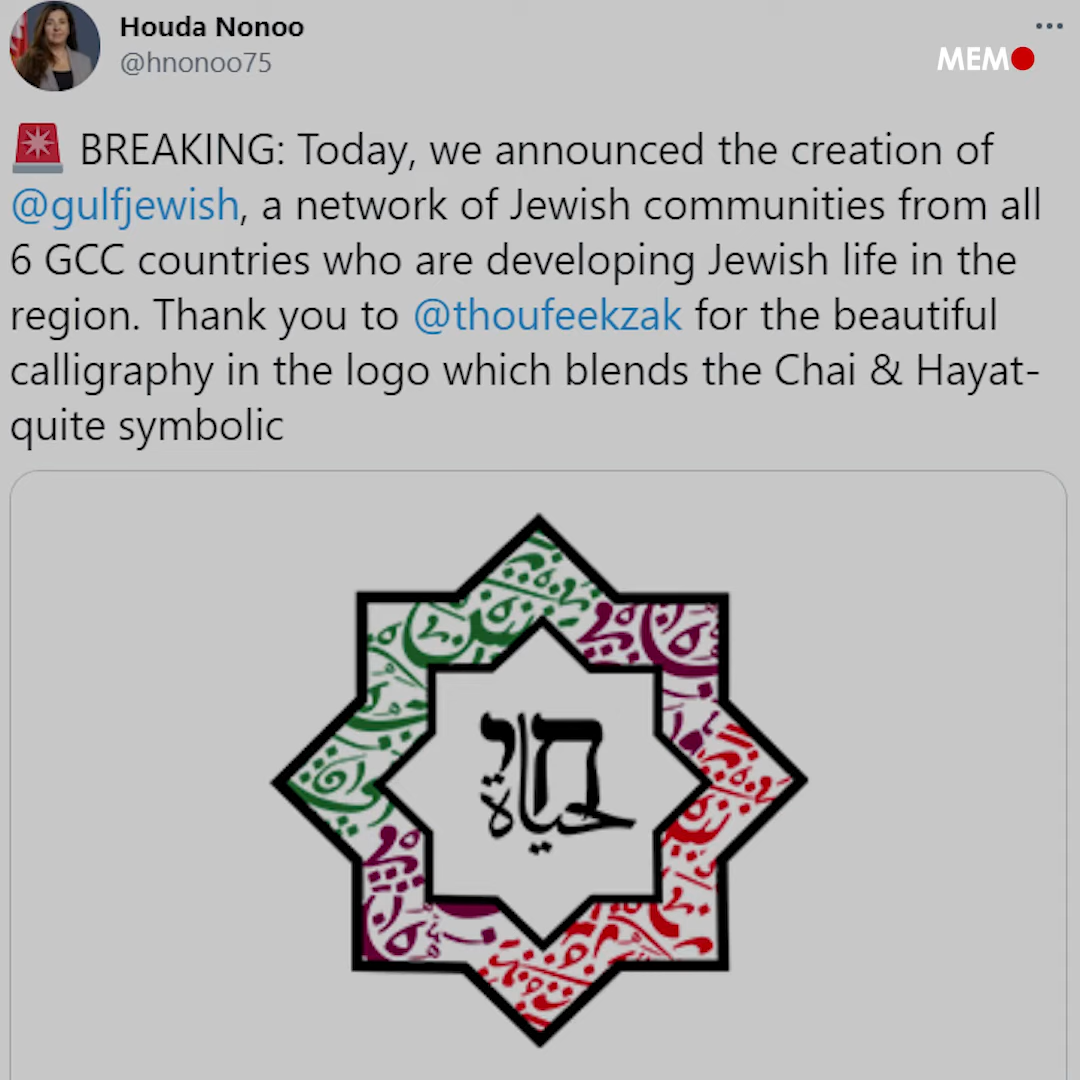 Houda Nonoo
@hnonoo75
MEMO
🚨 BREAKING: Today, we announced the creation of
@gulfjewish, a network of Jewish communities from all
6 GCC countries who are developing Jewish life in the
region. Thank you to @thoufeekzak for the beautiful
calligraphy in the logo which blends the Chai & Hayat-
quite symbolic
חי
حياة